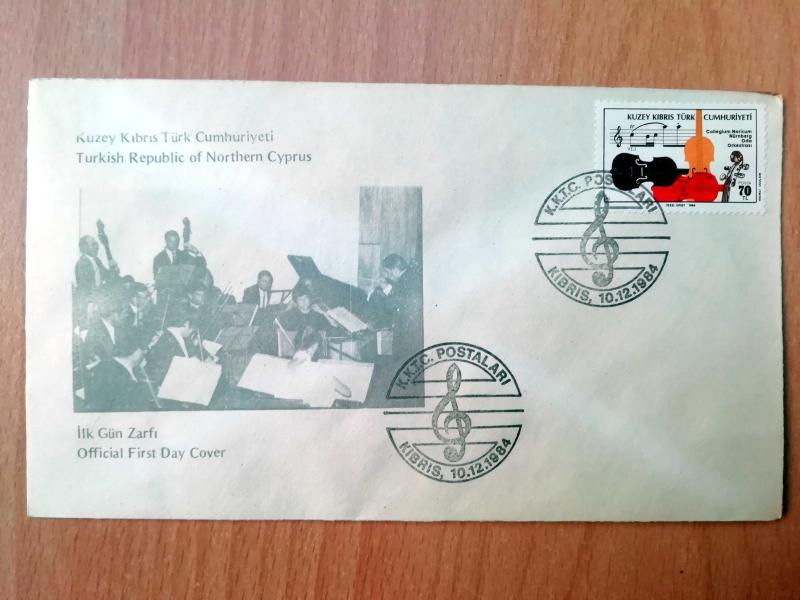 Kuzey Kıbrıs Türk Cumhuriyeti
Turkish Republic of Northern Cyprus
KUZEY KIBRIS TÜRK CUMHURİYETİ
Collegium Noricum
Nürnberg
Oda
Orkestrası
70
TL
K.K.T.C. POSTALARI
KIBRIS, 10.12.1984
K.K.T.C. POSTALARI
KIBRIS, 10.12.1984
İlk Gün Zarfı
Official First Day Cover